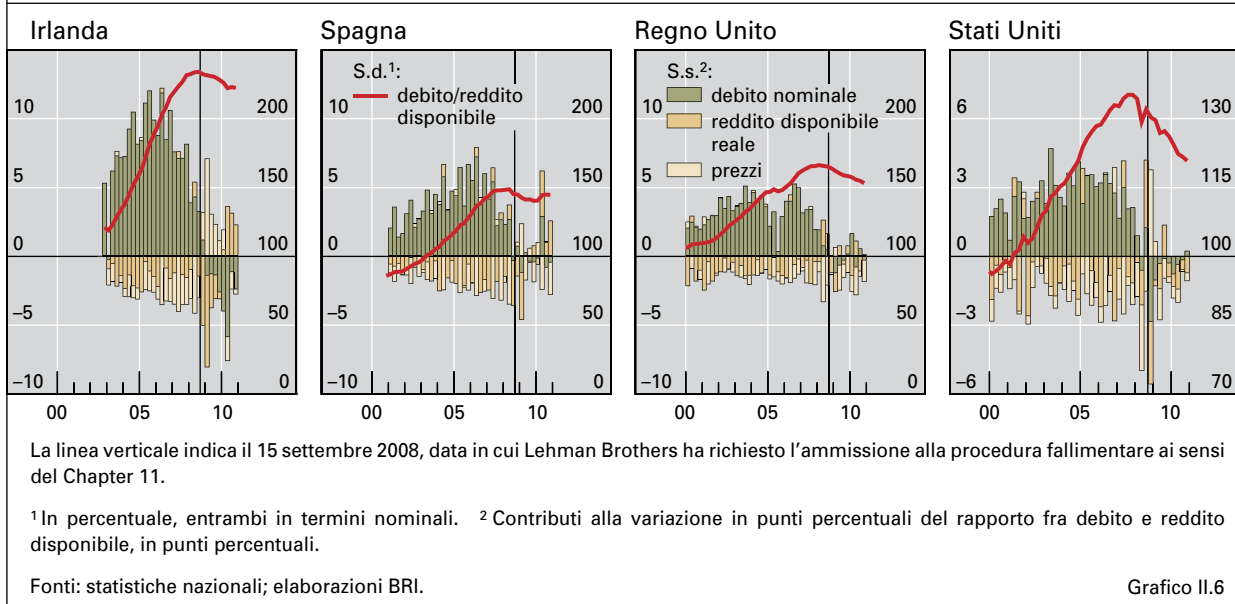 Irlanda
Spagna
Regno Unito
Stati Uniti
10
5
0
–5
–10
200
150
100
50
0
00
05
10
S.d.¹:
debito/reddito
disponibile
10
5
0
–5
–10
200
150
100
50
0
00
05
10
S.s.²:
debito nominale
reddito disponibile
reale
prezzi
10
5
0
–5
–10
200
150
100
50
0
00
05
10
6
3
0
–3
–6
130
115
100
85
70
00
05
10
La linea verticale indica il 15 settembre 2008, data in cui Lehman Brothers ha richiesto l’ammissione alla procedura fallimentare ai sensi
del Chapter 11.
¹ In percentuale, entrambi in termini nominali. ² Contributi alla variazione in punti percentuali del rapporto fra debito e reddito
disponibile, in punti percentuali.
Fonti: statistiche nazionali; elaborazioni BRI.
Grafico II.6